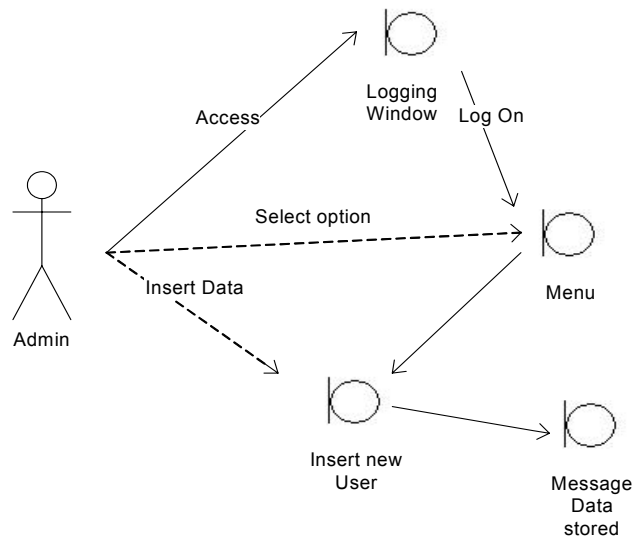 Logging
Window
Access
Log On
Select option
Insert Data
Menu
Admin
Insert new
User
Message
Data
stored